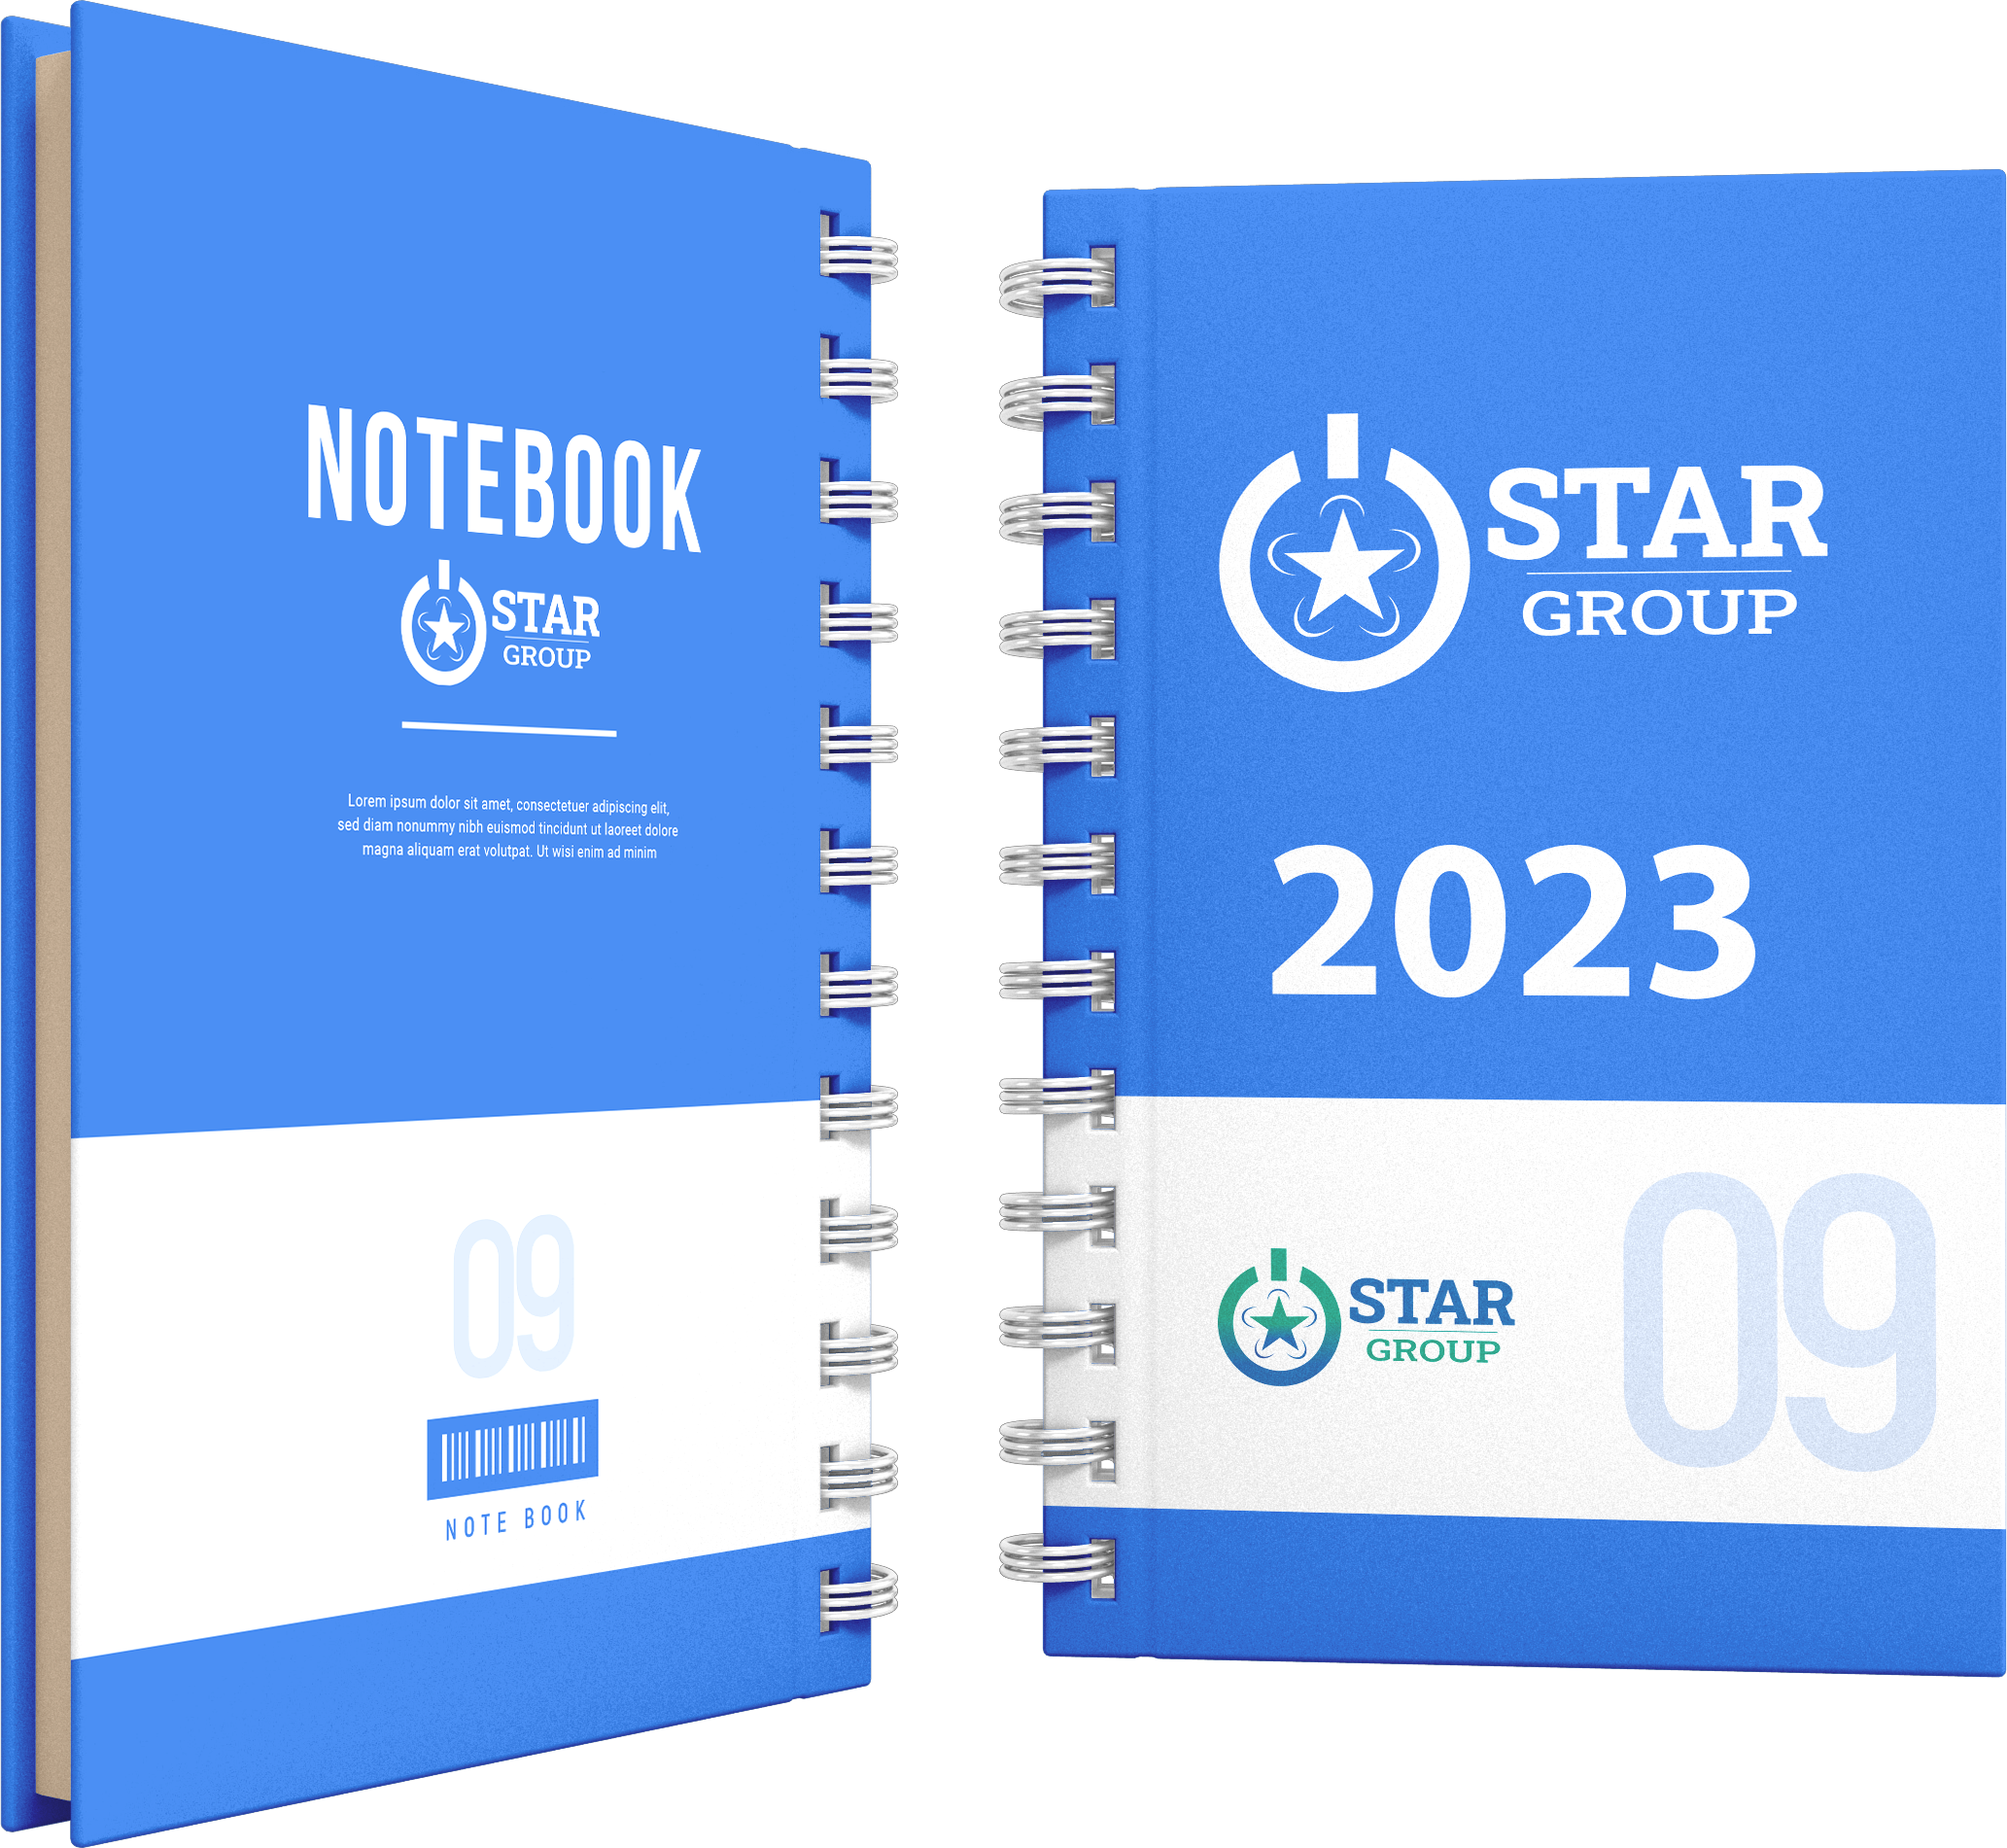 NOTEBOOK
STAR
GROUP
Lorem ipsum dolor sit amet, consectetuer adipiscing elit,
sed diam nonummy nibh euismod tincidunt ut laoreet dolore
magna aliquam erat volutpat. Ut wisi enim ad minim
09
NOTE BOOK
STAR
GROUP
2023
STAR
GROUP
09